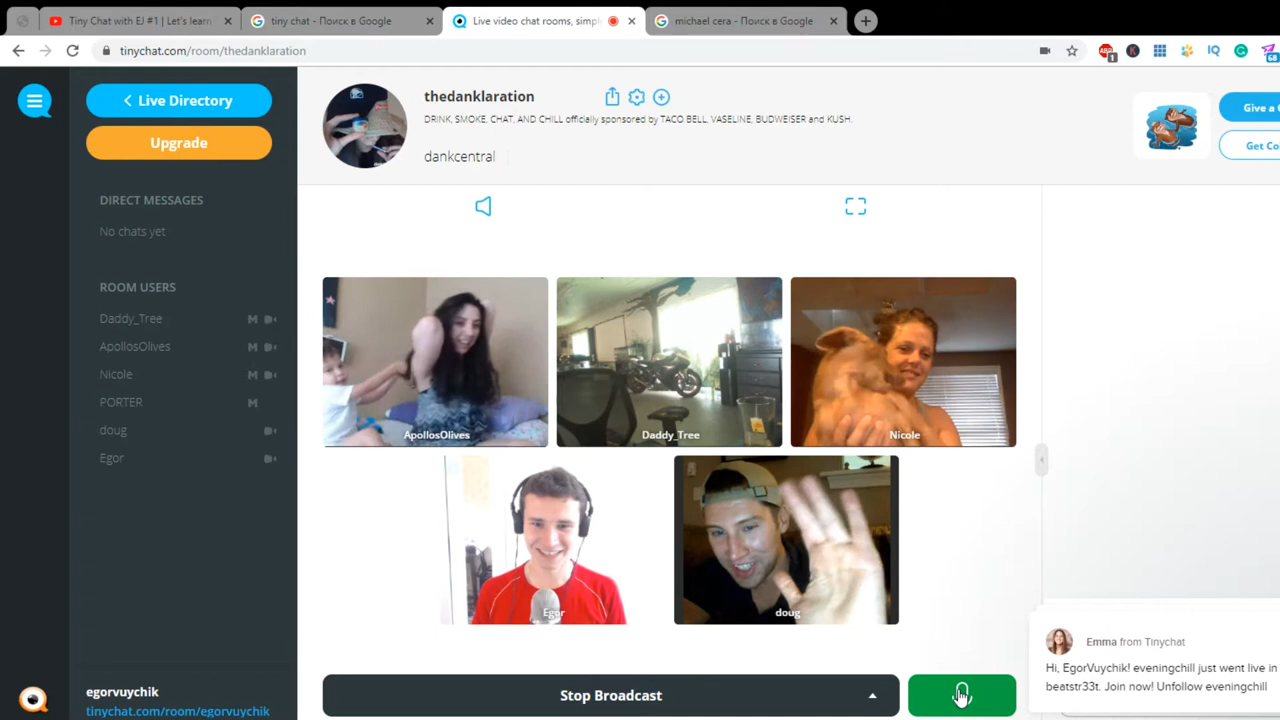 Tiny Chat with EJ #1 | Let's learn
tiny chat - Поиск в Google
Live video chat rooms, simple
michael cera - Поиск в Google
tinychat.com/room/thedanklaration
1
K
IQ
G
68
Live Directory
Upgrade
DIRECT MESSAGES
No chats yet
ROOM USERS
Daddy_Tree M
ApollosOlives M
Nicole M
PORTER M
doug
Egor
egorvuychik
tinychat.com/room/egorvuychik
thedanklaration
DRINK, SMOKE, CHAT, AND CHILL officially sponsored by TACO BELL, VASELINE, BUDWEISER and KUSH.
dankcentral
Give a
Get Co
ApollosOlives
Daddy_Tree
Nicole
Egor
doug
Stop Broadcast
Emma from Tinychat
Hi, EgorVuychik! eveningchill just went live in
beatstr33t. Join now! Unfollow eveningchill